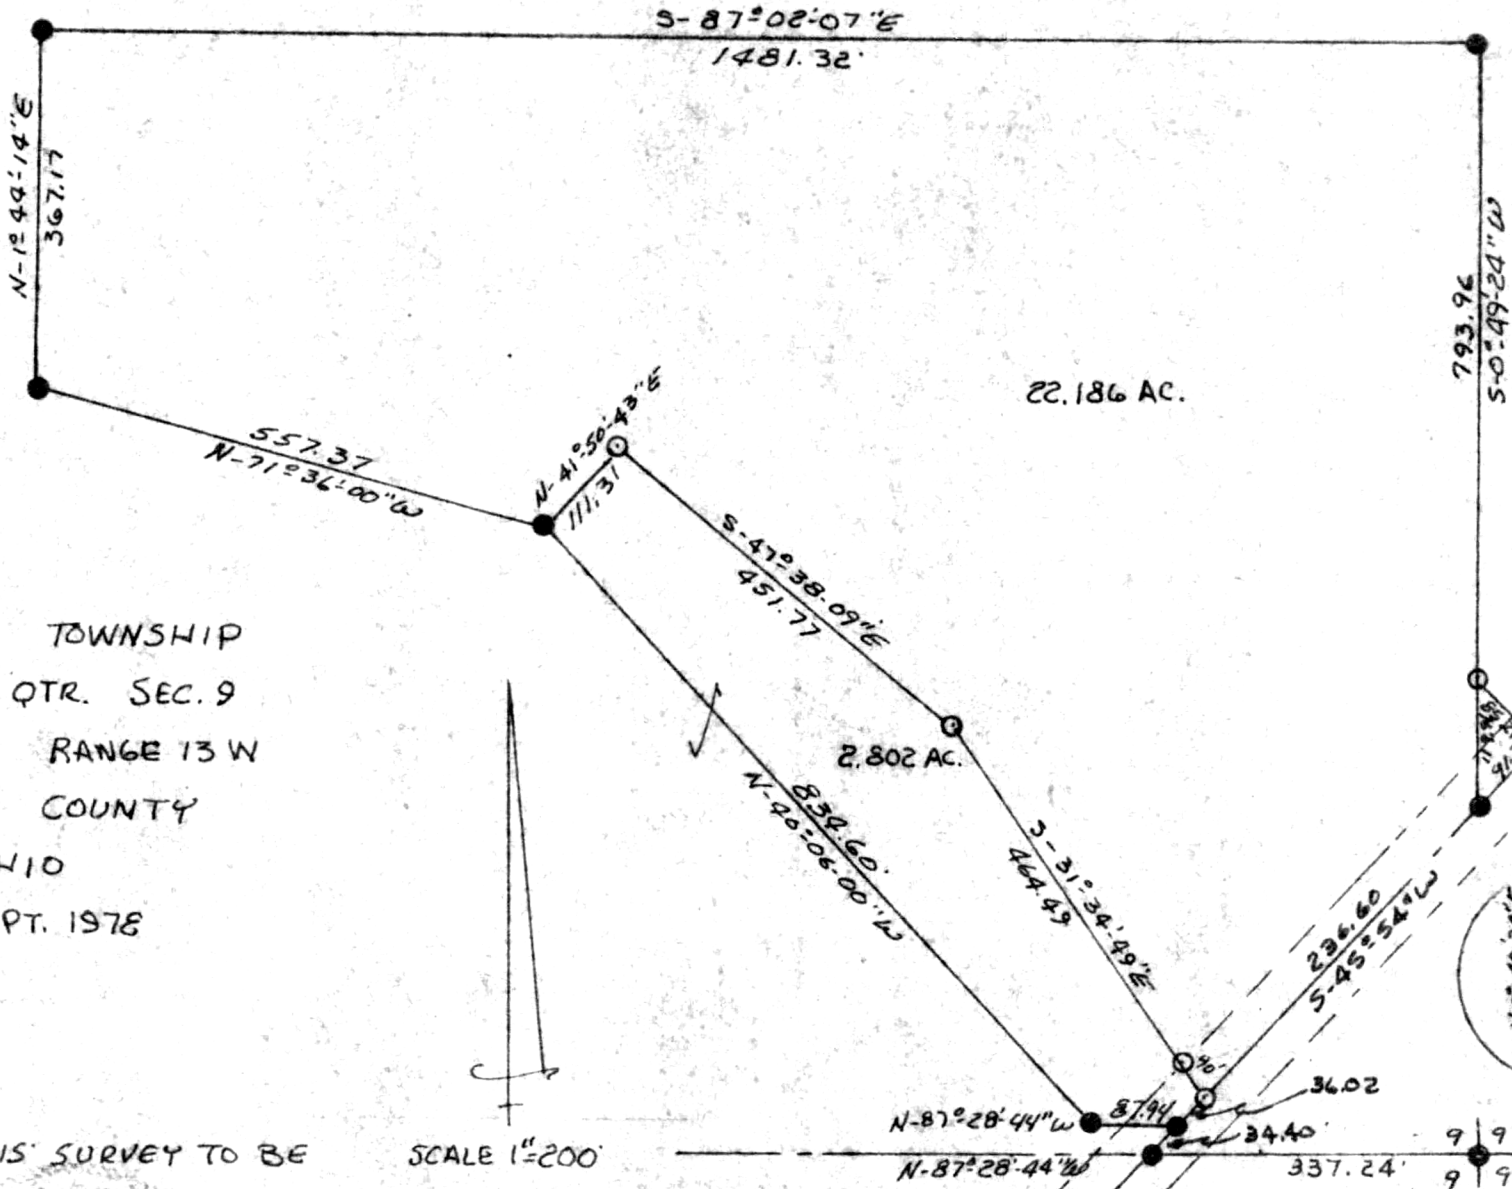 S-87°02'07"E
1481.32'
N-1°44'14"E
367.17
793.96
S-0°49'24"W
22.186 AC.
557.37
N-71°36'00"W
N-41°50'43"E
111.31
S-47°38'09"E
451.77
TOWNSHIP
QTR. SEC. 9
RANGE 13 W
COUNTY
HIO
PT. 1978
2.802 AC.
834.60'
N-40°06'00"W
S-31°34'49"E
464.49
236.60
S-45°54'W
40'
36.02
N-87°28'44"W
87.94
34.40'
IS SURVEY TO BE
SCALE 1"=200'
N-87°28'44"W
337.24'
9 9
9 9